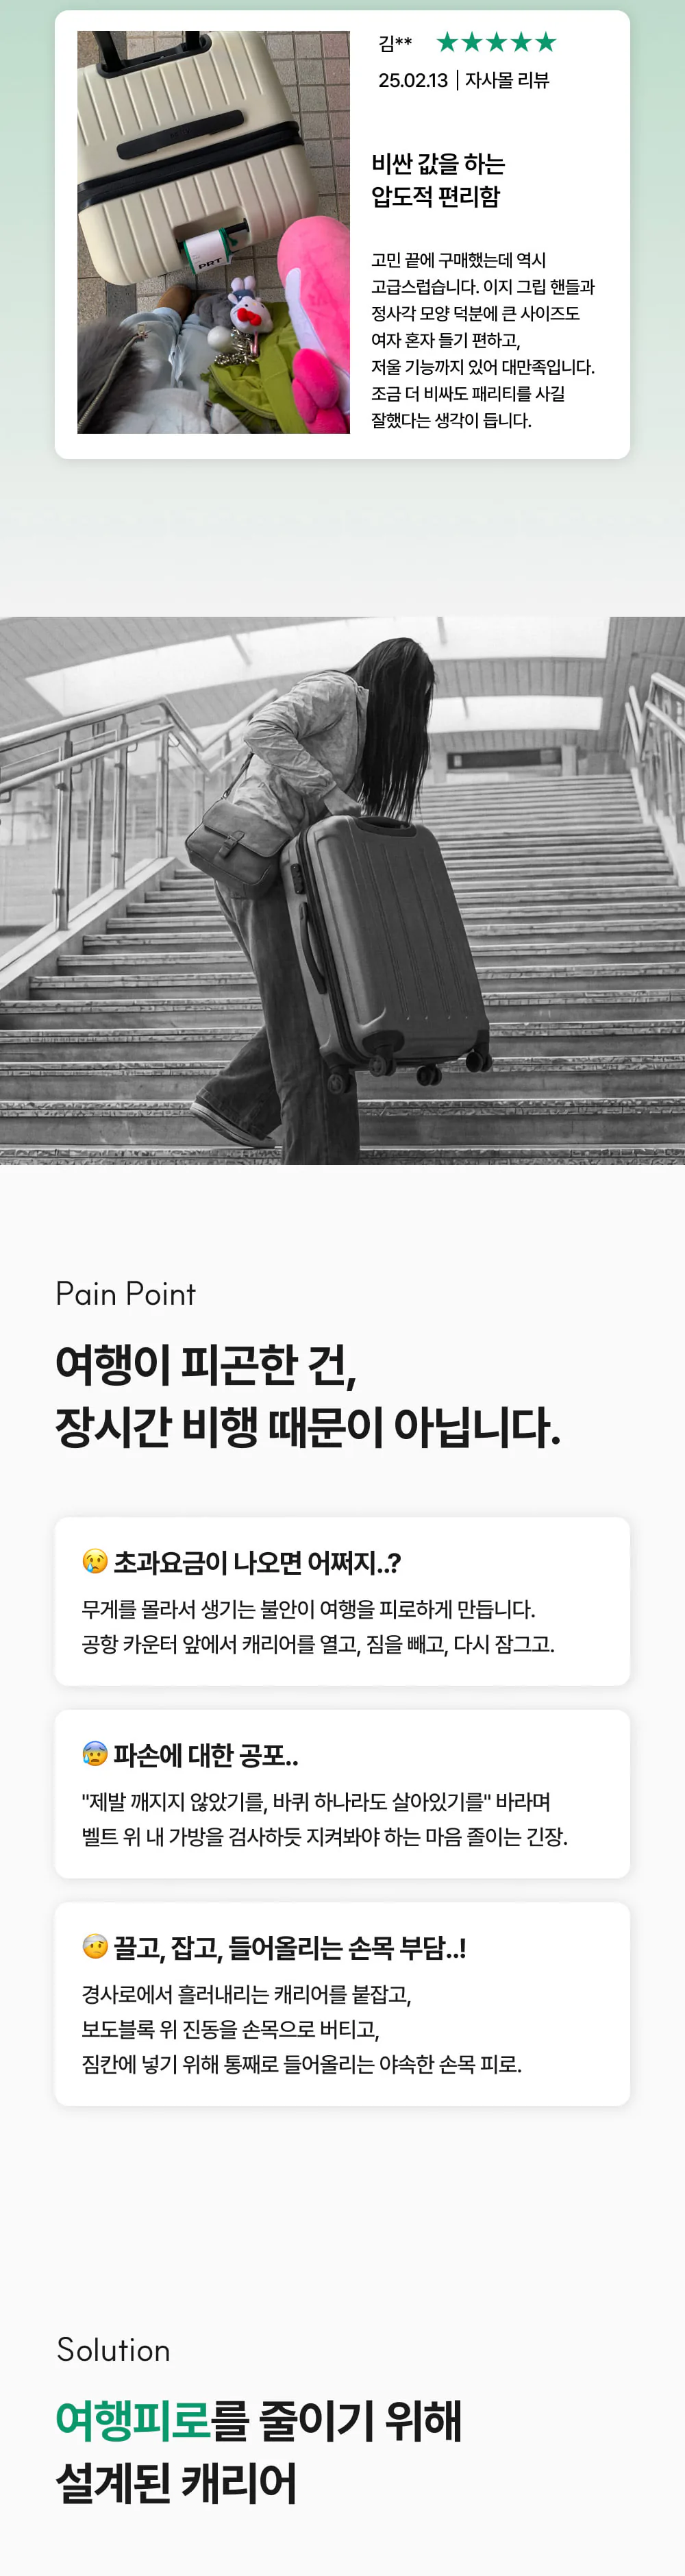 김** ★★★★★
25.02.13 | 자사몰 리뷰
비싼 값을 하는
압도적 편리함
고민 끝에 구매했는데 역시
고급스럽습니다. 이지 그립 핸들과
정사각 모양 덕분에 큰 사이즈도
여자 혼자 들기 편하고,
저울 기능까지 있어 대만족입니다.
조금 더 비싸도 패리티를 사길
잘했다는 생각이 듭니다.
PRT
Pain Point
여행이 피곤한 건,
장시간 비행 때문이 아닙니다.
😢 초과요금이 나오면 어쩌지..?
무게를 몰라서 생기는 불안이 여행을 피로하게 만듭니다.
공항 카운터 앞에서 캐리어를 열고, 짐을 빼고, 다시 잠그고.
😰 파손에 대한 공포..
"제발 깨지지 않았기를, 바퀴 하나라도 살아있기를" 바라며
벨트 위 내 가방을 검사하듯 지켜봐야 하는 마음 졸이는 긴장.
🤕 끌고, 잡고, 들어올리는 손목 부담..!
경사로에서 흘러내리는 캐리어를 붙잡고,
보도블록 위 진동을 손목으로 버티고,
짐칸에 넣기 위해 통째로 들어올리는 야속한 손목 피로.
Solution
여행피로를 줄이기 위해
설계된 캐리어